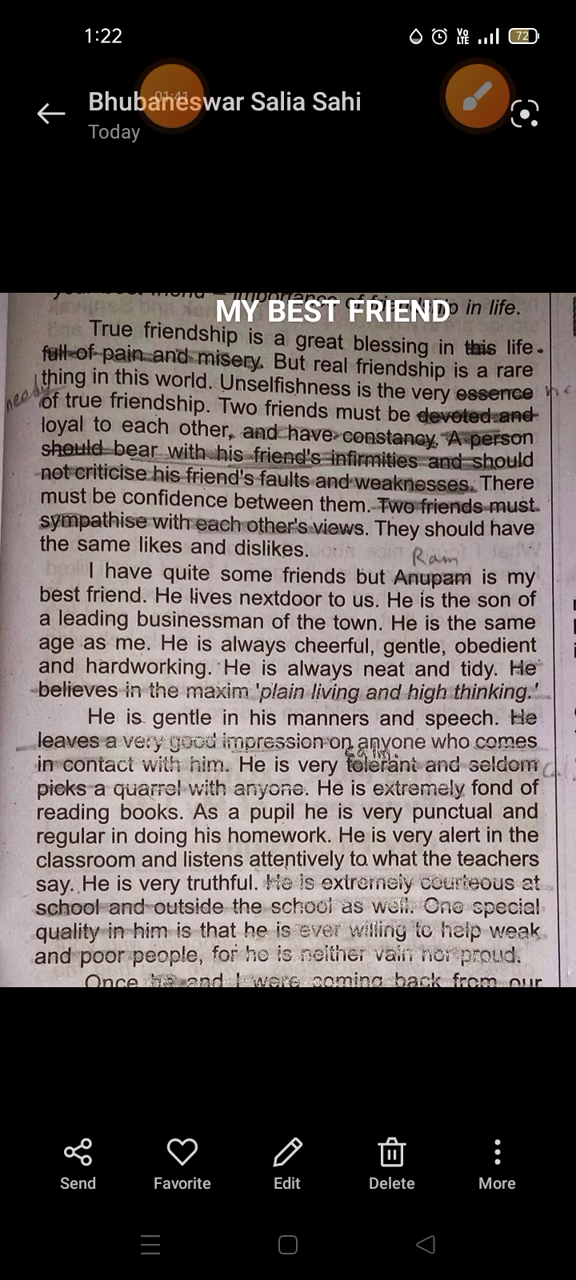 1:22
Vo LTE
72
Bhubaneswar Salia Sahi
01:41
Today
friendship in life.
MY BEST FRIEND
True friendship is a great blessing in this life
full of pain and misery. But real friendship is a rare
thing in this world. Unselfishness is the very essence
of true friendship. Two friends must be devoted and
loyal to each other, and have constancy. A person
should bear with his friend's infirmities and should
not criticise his friend's faults and weaknesses. There
must be confidence between them. Two friends must
sympathise with each other's views. They should have
the same likes and dislikes.
Ram
I have quite some friends but Anupam is my
best friend. He lives nextdoor to us. He is the son of
a leading businessman of the town. He is the same
age as me. He is always cheerful, gentle, obedient
and hardworking. He is always neat and tidy. He
believes in the maxim 'plain living and high thinking.'
He is gentle in his manners and speech. He
leaves a very good impression on anyone who comes
in contact with him. He is very tolerant and seldom
picks a quarrel with anyone. He is extremely fond of
reading books. As a pupil he is very punctual and
regular in doing his homework. He is very alert in the
classroom and listens attentively to what the teachers
say. He is very truthful. He is extremely courteous at
school and outside the school as well. One special
quality in him is that he is ever willing to help weak
and poor people, for he is neither vain nor proud.
Once he and I were coming back from our
Send
Favorite
Edit
Delete
More